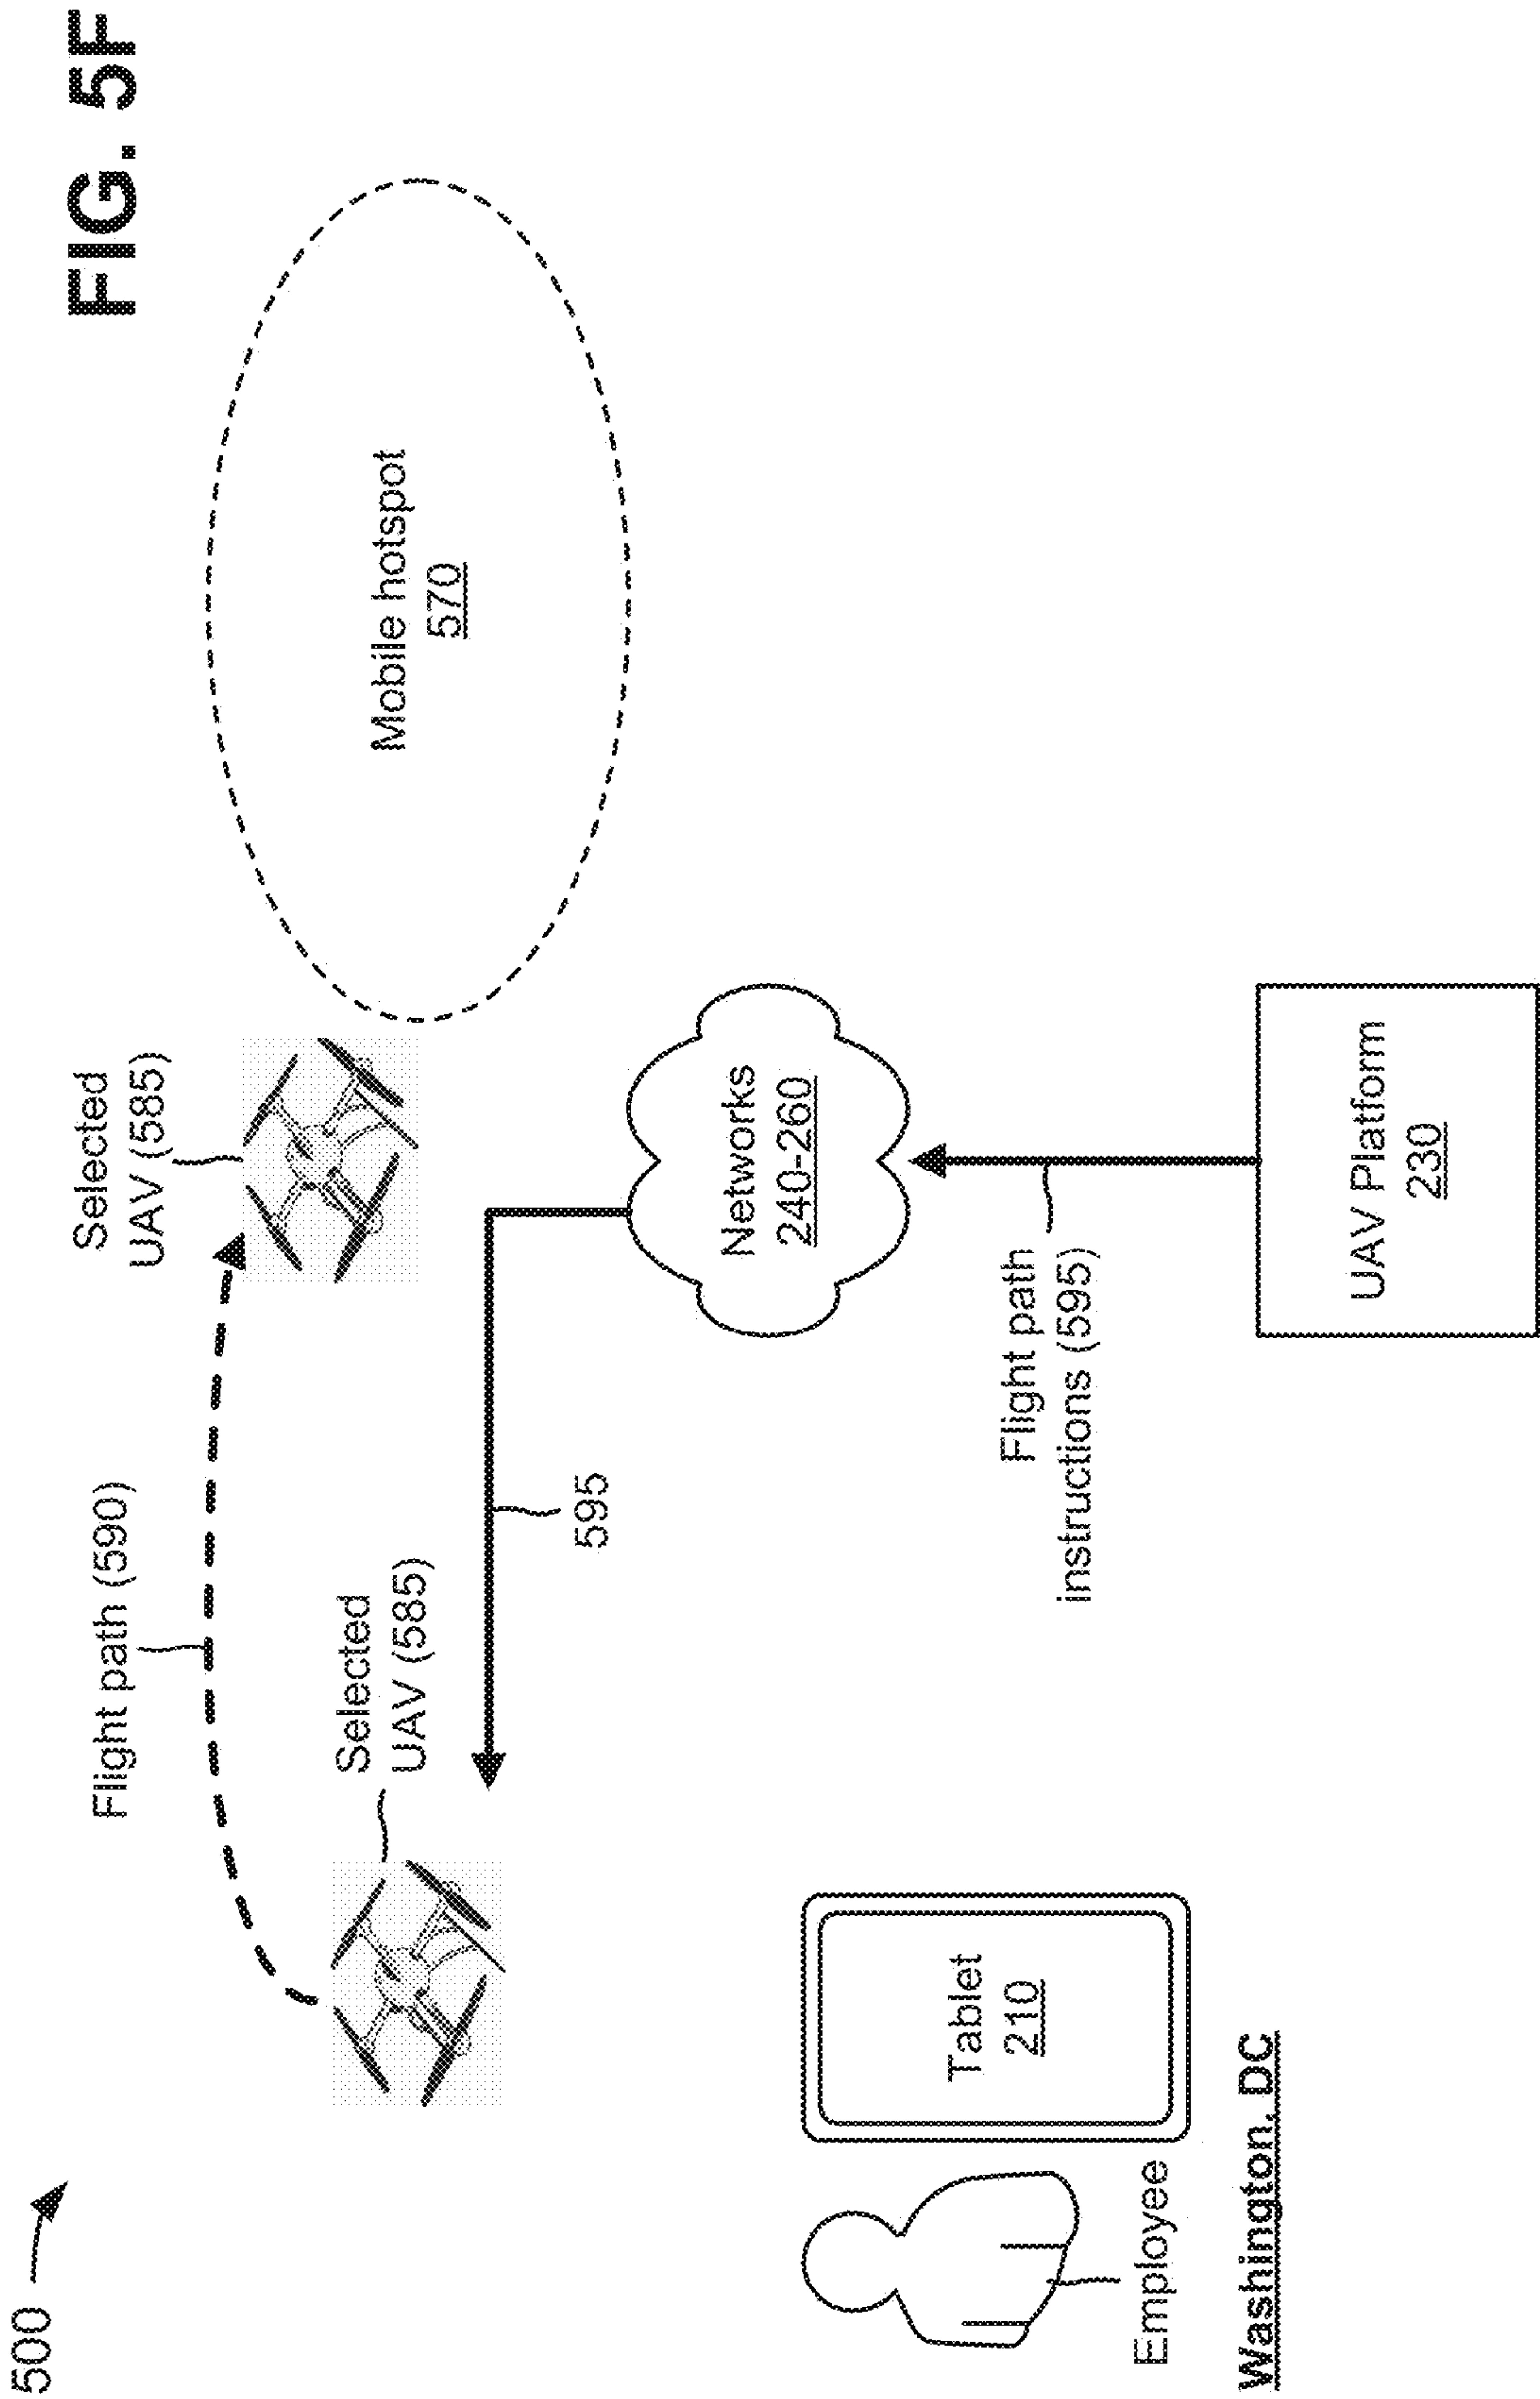 500
FIG. 5F
Flight path (590)
Selected
UAV (585)
Selected
UAV (585)
Mobile hotspot
570
595
Networks
240-260
Flight path
instructions (595)
Tablet
210
Employee
Washington, DC
UAV Platform
230